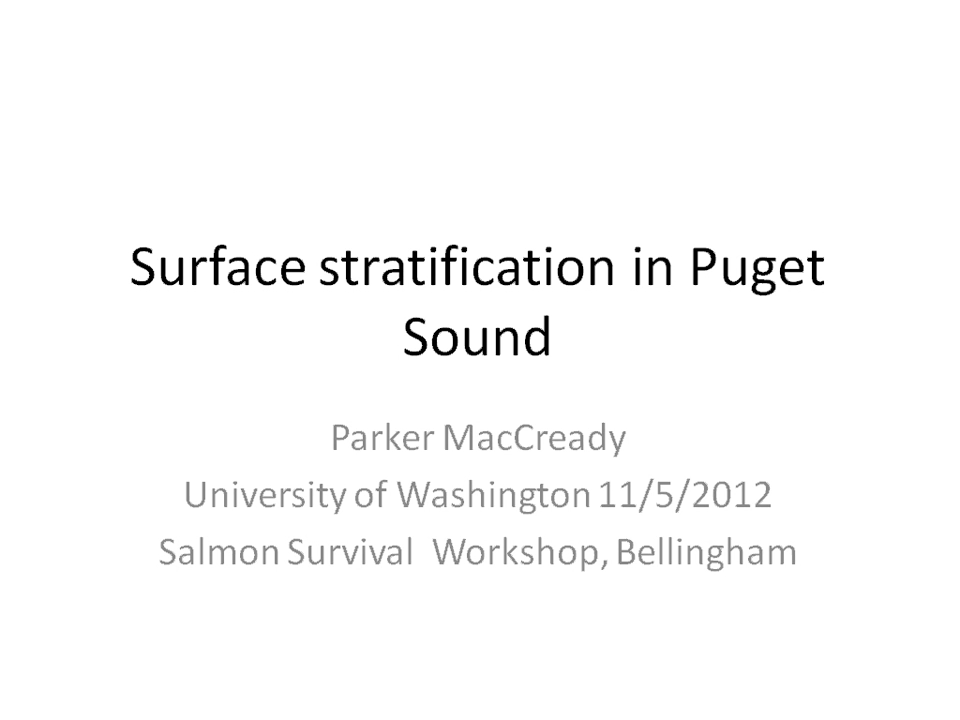 Surface stratification in Puget
Sound
Parker MacCready
University of Washington 11/5/2012
Salmon Survival  Workshop, Bellingham